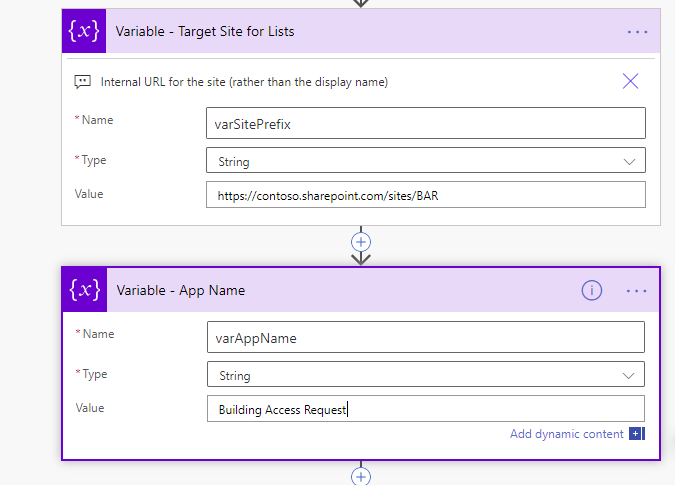 {x} Variable - Target Site for Lists ...
Internal URL for the site (rather than the display name)
* Name varSitePrefix
* Type String
Value https://contoso.sharepoint.com/sites/BAR
{x} Variable - App Name i ...
* Name varAppName
* Type String
Value Building Access Request
Add dynamic content